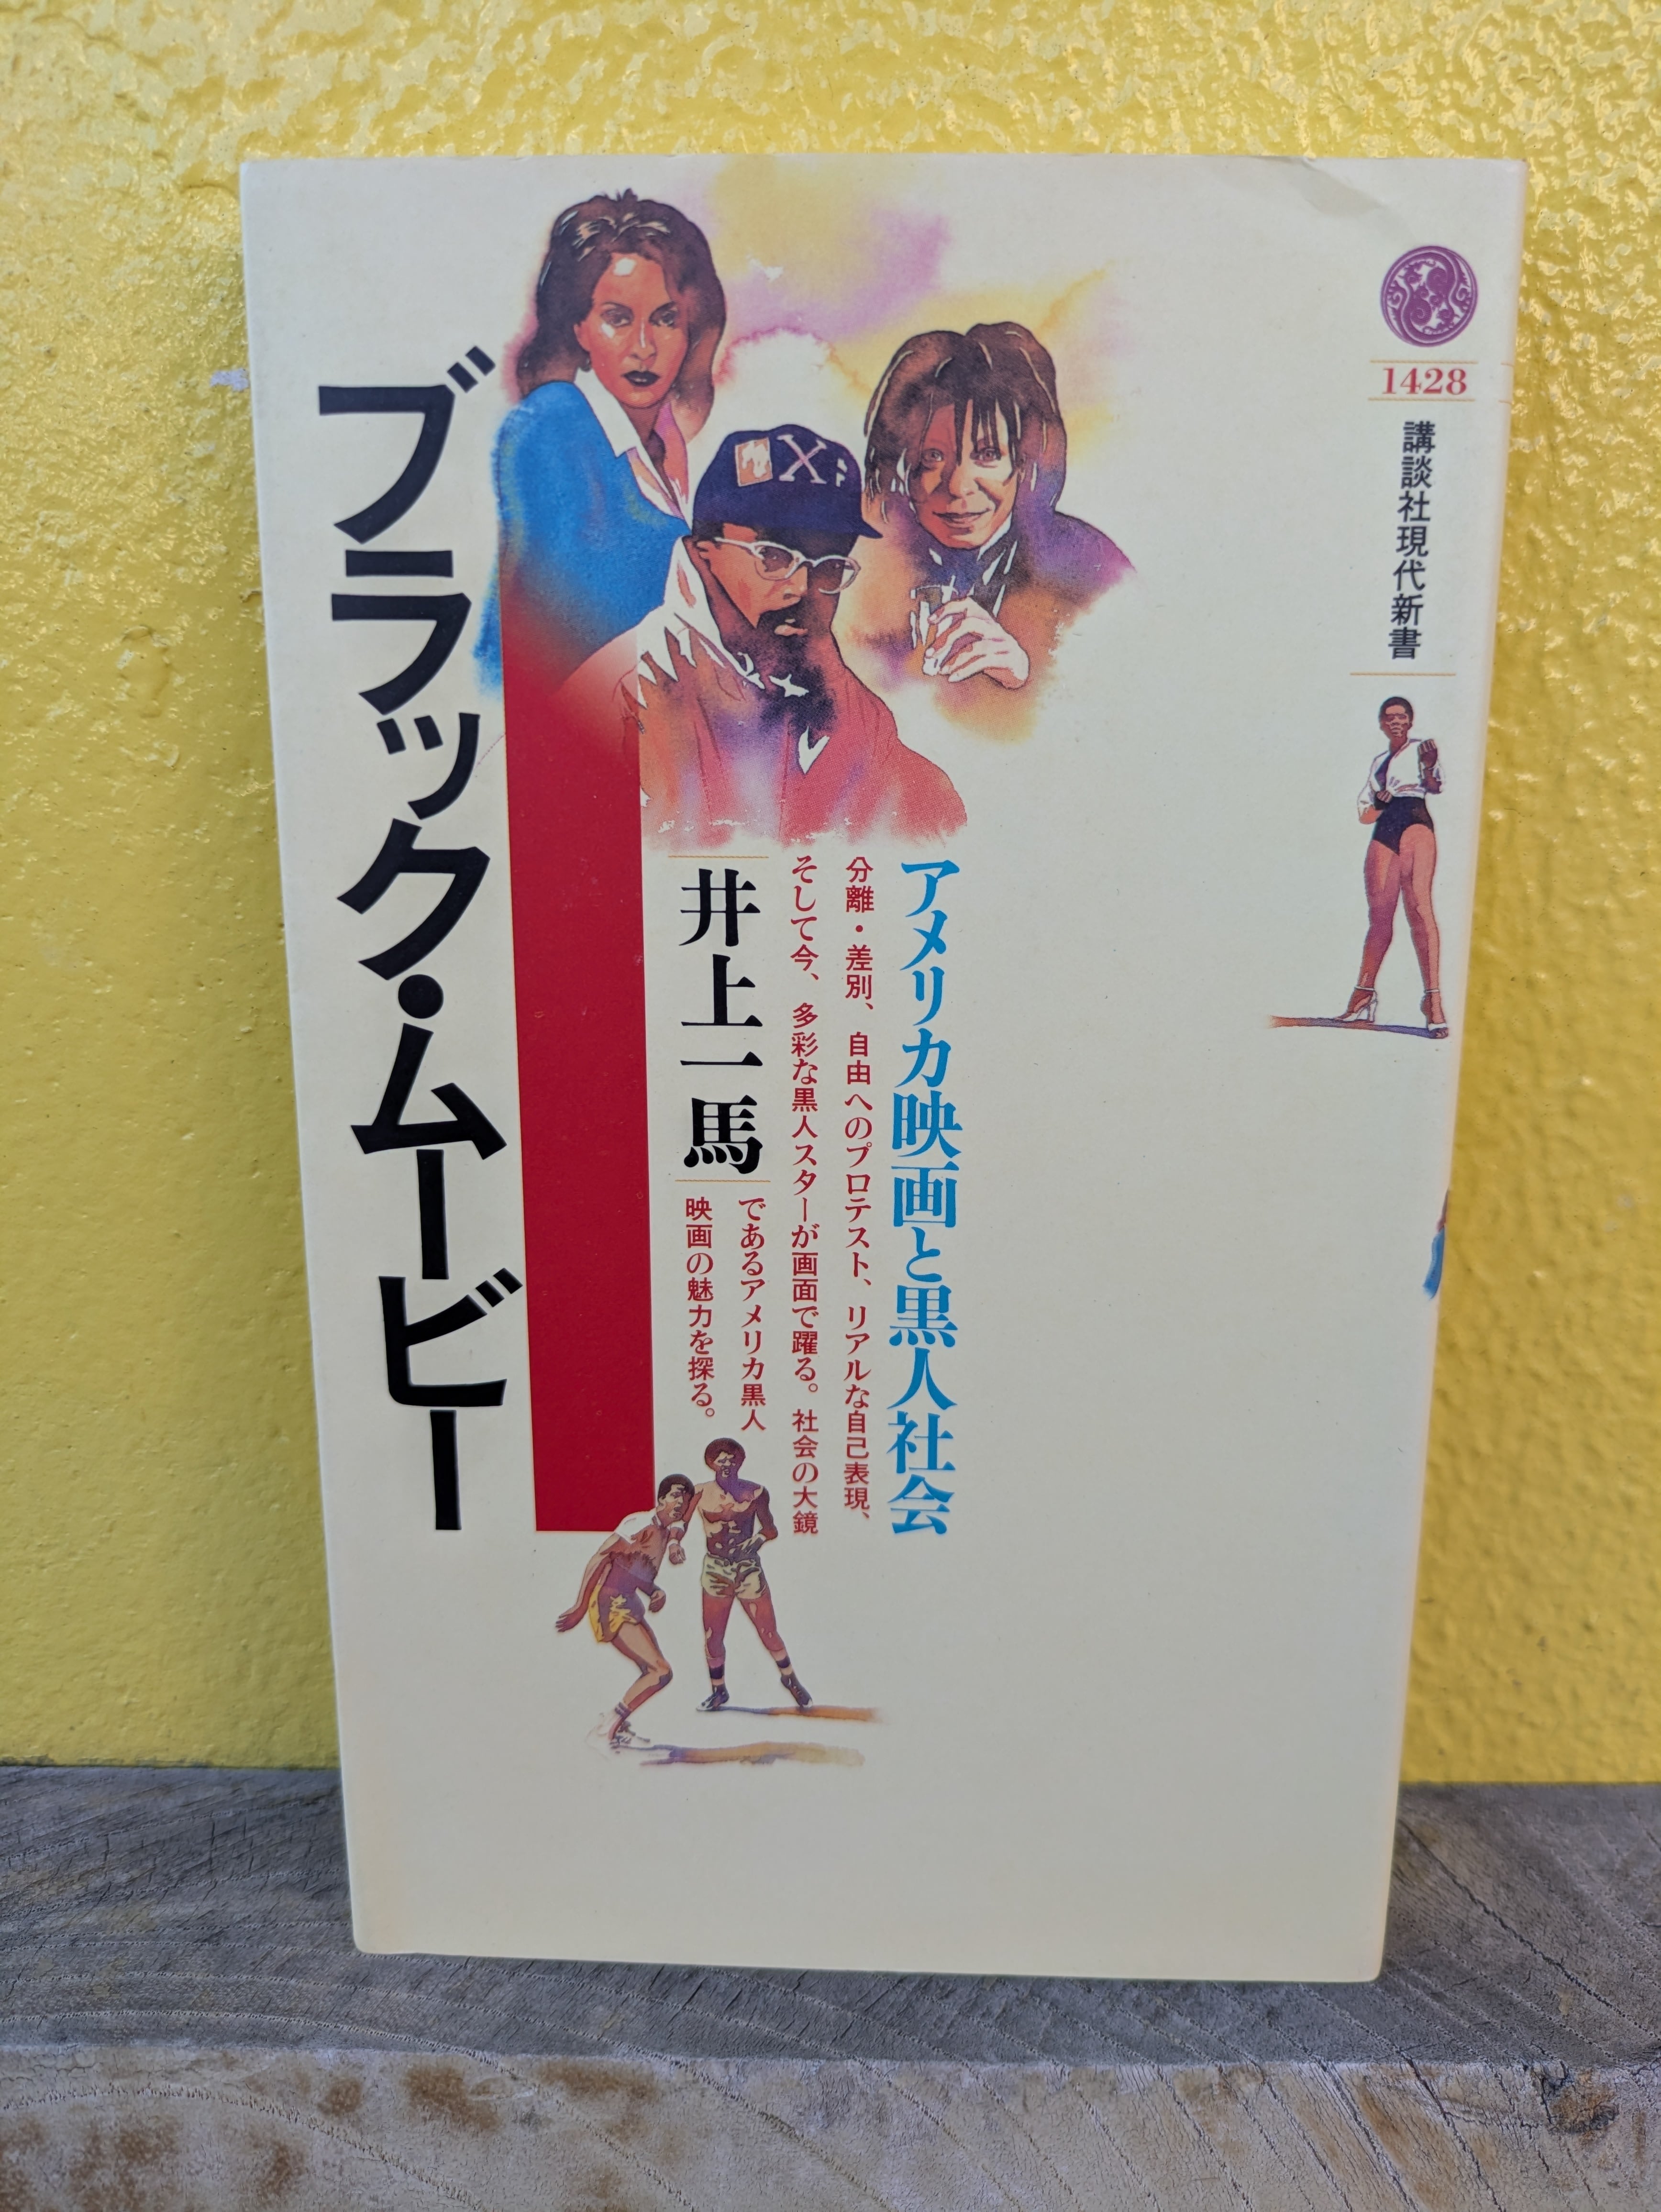 1428
講談社現代新書
アメリカ映画と黒人社会
分離・差別、自由へのプロテスト、リアルな自己表現、
そして今、多彩な黒人スターが画面で躍る。社会の大鏡
であるアメリカ黒人
映画の魅力を探る。
井上一馬
ブラック・ムービー
X